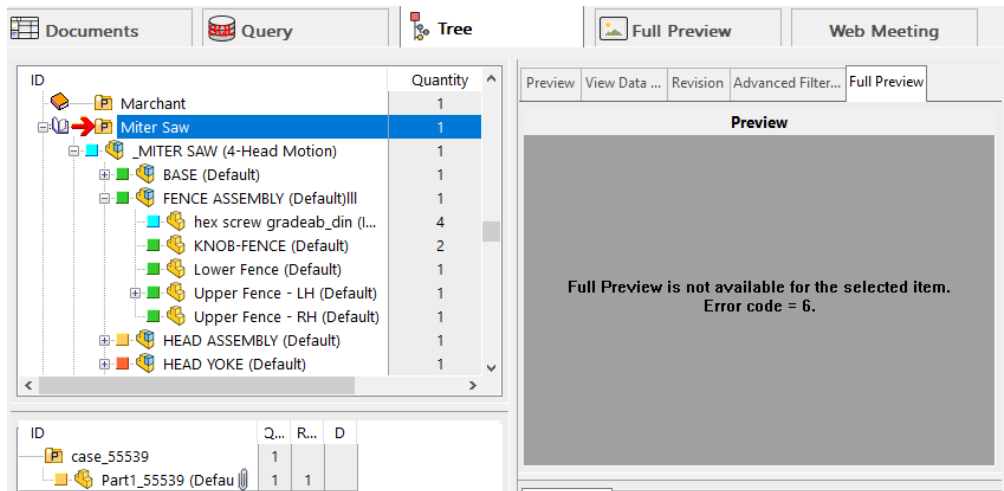 Documents Query Tree Full Preview Web Meeting
ID Quantity
Marchant 1
Miter Saw 1
_MITER SAW (4-Head Motion) 1
BASE (Default) 1
FENCE ASSEMBLY (Default)lll 1
hex screw gradeab_din (I... 4
KNOB-FENCE (Default) 2
Lower Fence (Default) 1
Upper Fence - LH (Default) 1
Upper Fence - RH (Default) 1
HEAD ASSEMBLY (Default) 1
HEAD YOKE (Default) 1
ID Q... R... D
case_55539 1
Part1_55539 (Defau 1 1
Preview View Data ... Revision Advanced Filter... Full Preview
Preview
Full Preview is not available for the selected item.
Error code = 6.